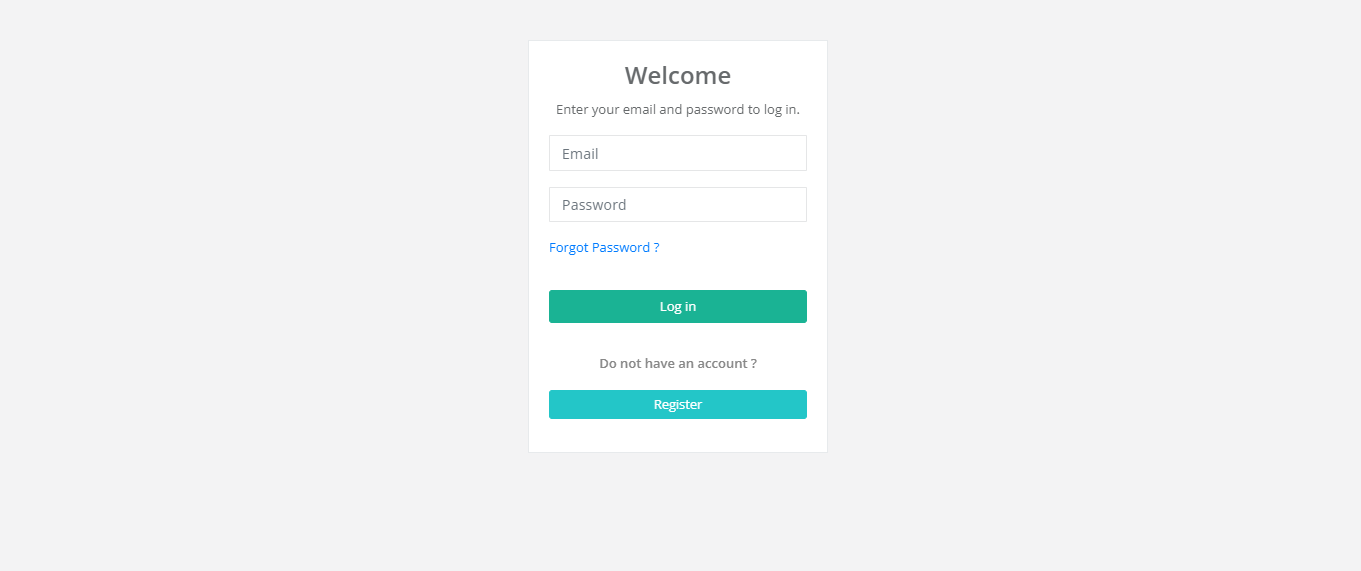 Welcome
Enter your email and password to log in.
Email
Password
Forgot Password ?
Log in
Do not have an account ?
Register